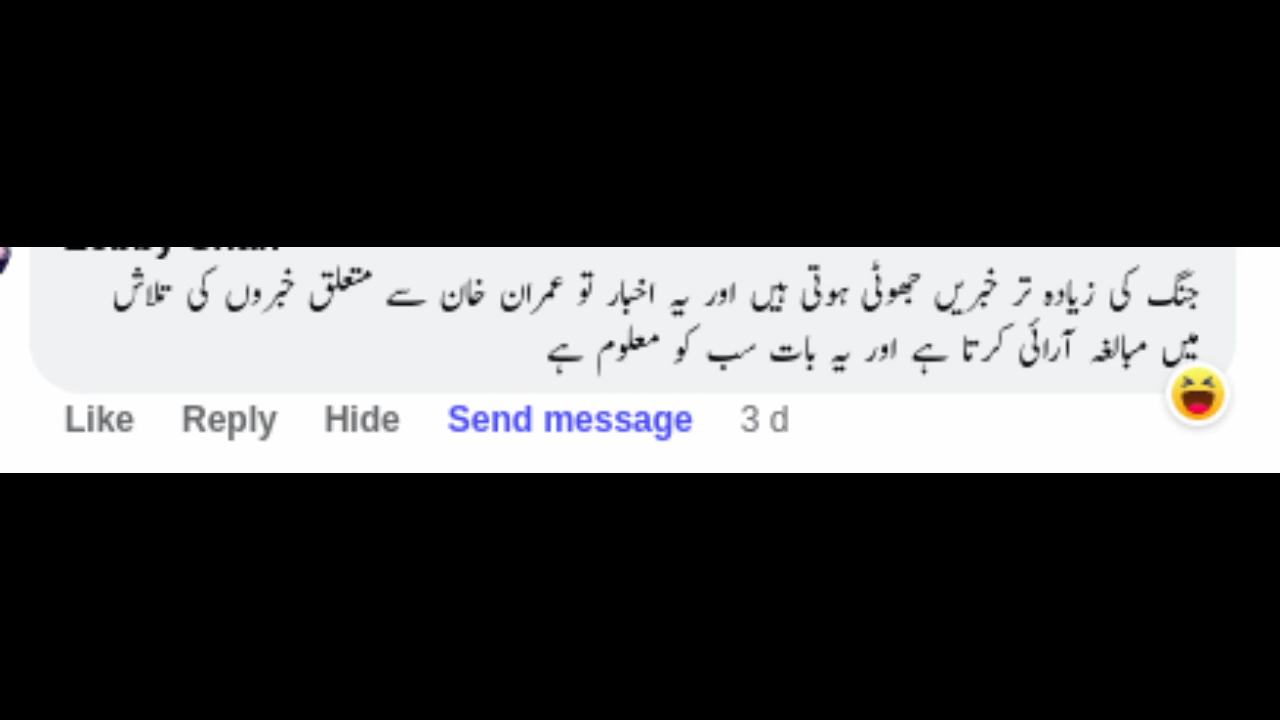 جنگ کی زیادہ تر خبریں جھوٹی ہوتی ہیں اور یہ اخبار تو عمران خان سے متعلق خبروں کی تلاش
میں مبالغہ آرائی کرتا ہے اور یہ بات سب کو معلوم ہے
Like Reply Hide Send message 3 d